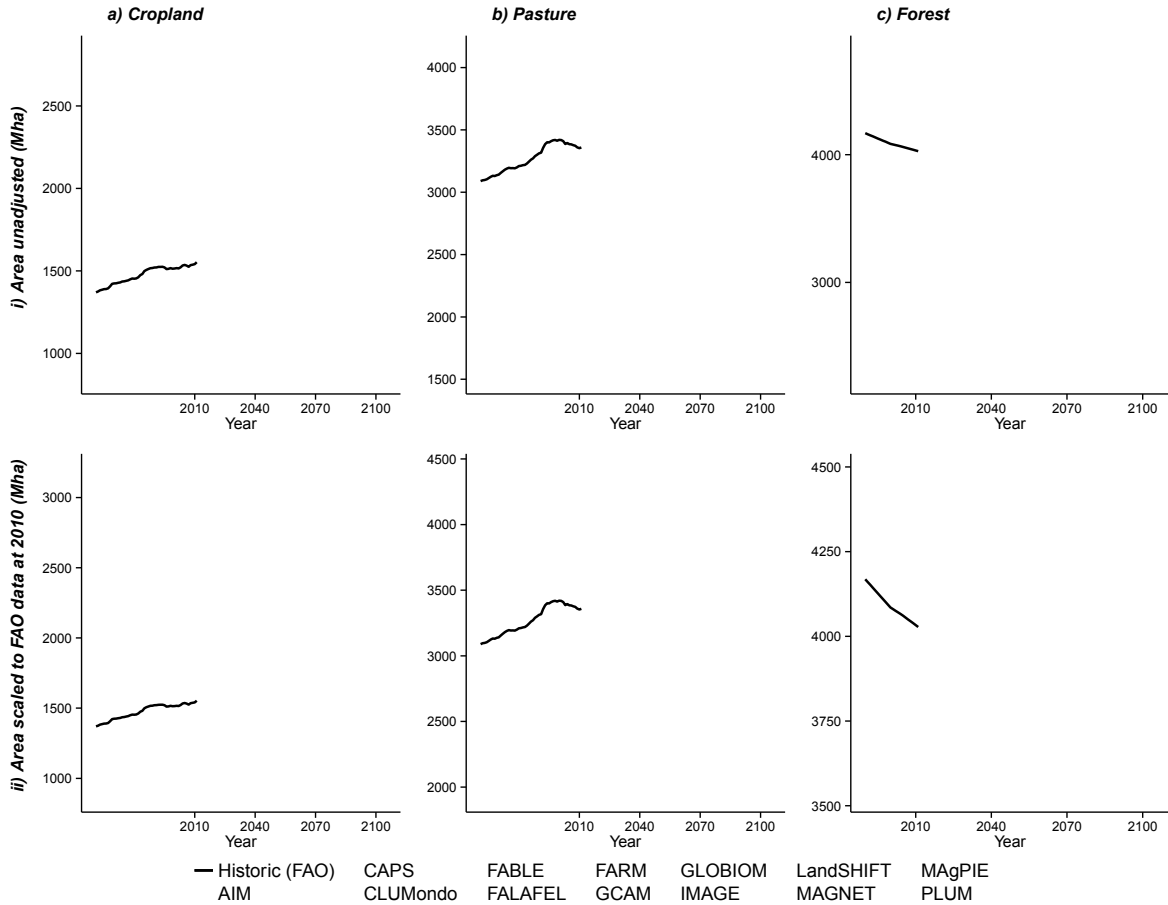 a) Cropland
b) Pasture
c) Forest
i) Area unadjusted (Mha)
2500
2000
1500
1000
2010 2040 2070 2100
Year
4000
3500
3000
2500
2000
1500
2010 2040 2070 2100
Year
4000
3000
2010 2040 2070 2100
Year
ii) Area scaled to FAO data at 2010 (Mha)
3000
2500
2000
1500
1000
2010 2040 2070 2100
Year
4500
4000
3500
3000
2500
2000
2010 2040 2070 2100
Year
4500
4250
4000
3750
3500
2010 2040 2070 2100
Year
Historic (FAO) CAPS FABLE FARM GLOBIOM LandSHIFT MAgPIE
AIM CLUMondo FALAFEL GCAM IMAGE MAGNET PLUM